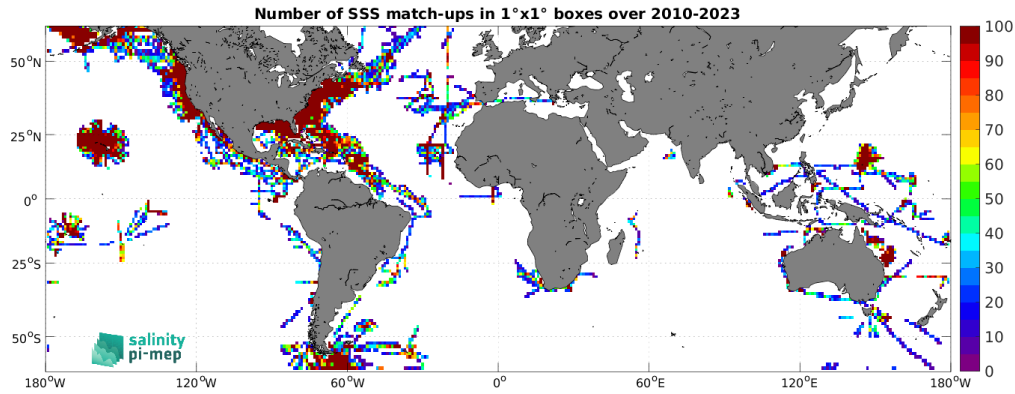 Number of SSS match-ups in 1°x1° boxes over 2010-2023
50°N
25°N
0°
25°S
50°S
180°W
120°W
60°W
0°
60°E
120°E
180°W
100
90
80
70
60
50
40
30
20
10
0
salinity
pi-mep